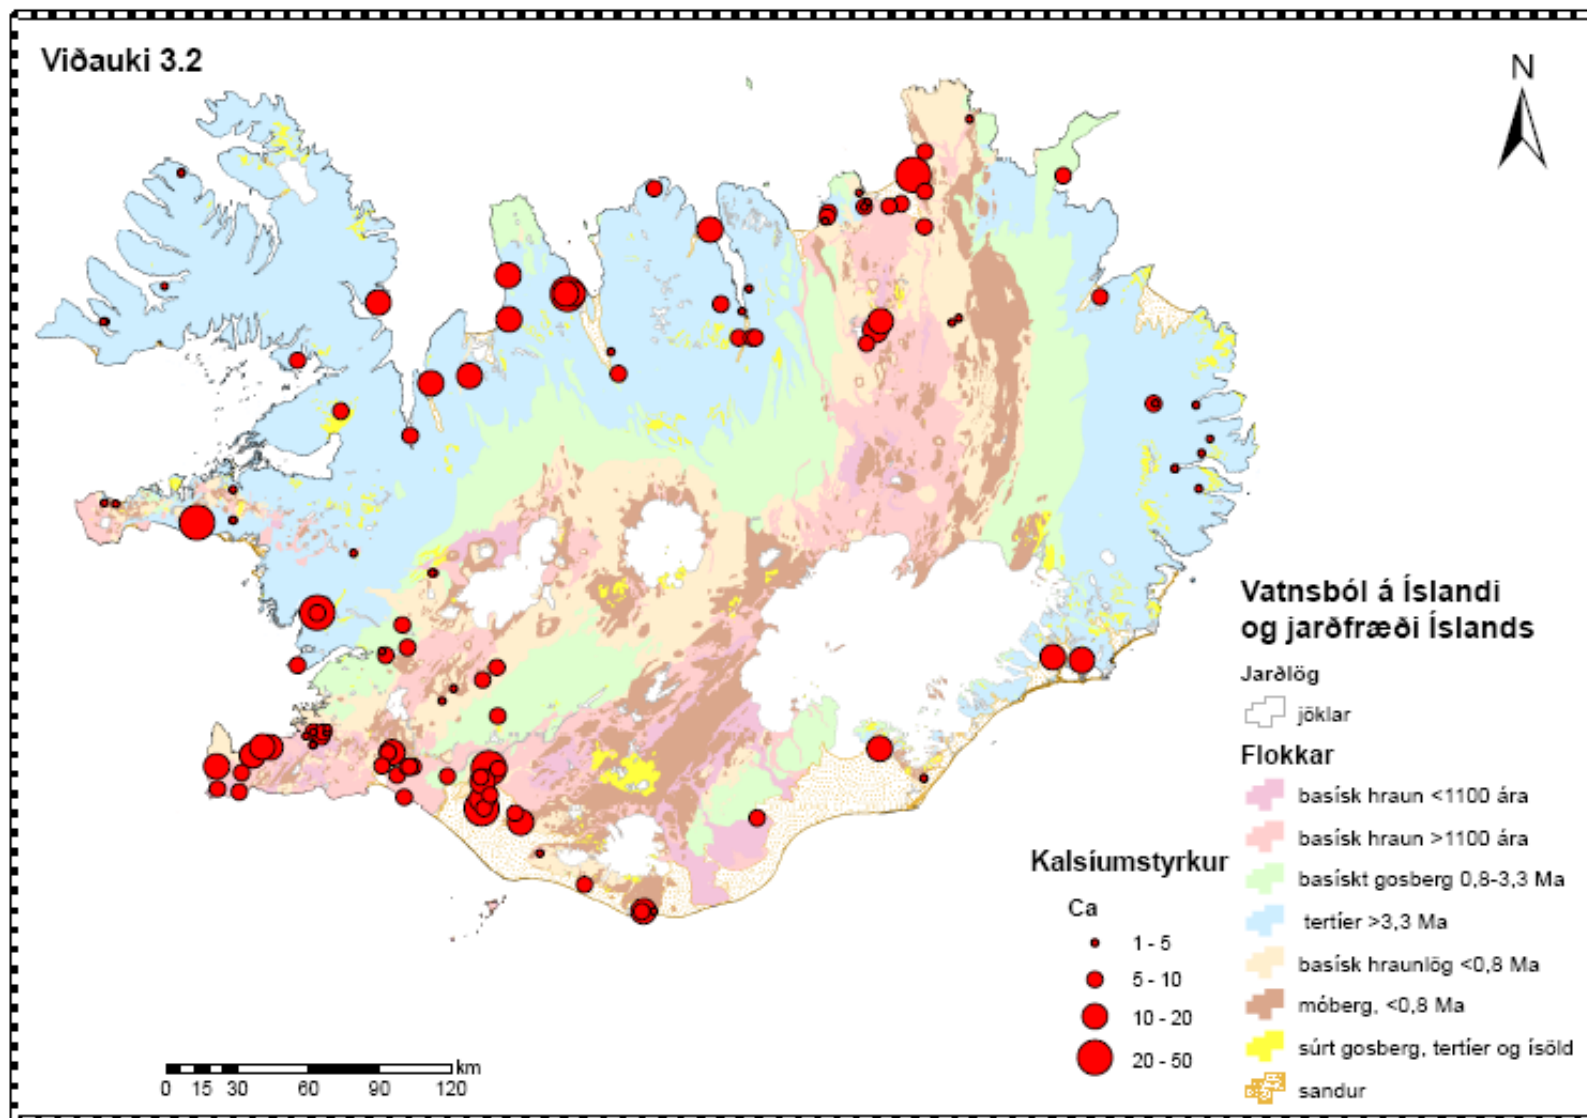 Viðauki 3.2
N
Vatnsból á Íslandi
og jarðfræði Íslands
Jarðlög
jöklar
Flokkar
basísk hraun <1100 ára
basísk hraun >1100 ára
basískt gosberg 0,8-3,3 Ma
tertíer >3,3 Ma
basísk hraunlög <0,8 Ma
móberg, <0,8 Ma
súrt gosberg, tertíer og ísöld
sandur
Kalsíumstyrkur
Ca
1 - 5
5 - 10
10 - 20
20 - 50
km
0 15 30 60 90 120